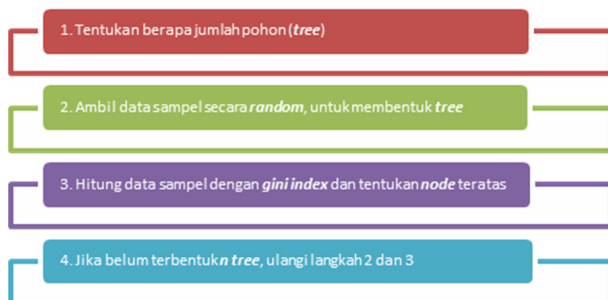 1. Tentukan berapa jumlah pohon (tree)
2. Ambil data sampel secara random, untuk membentuk tree
3. Hitung data sampel dengan gini index dan tentukan node teratas
4. Jika belum terbentuk n tree, ulangi langkah 2 dan 3